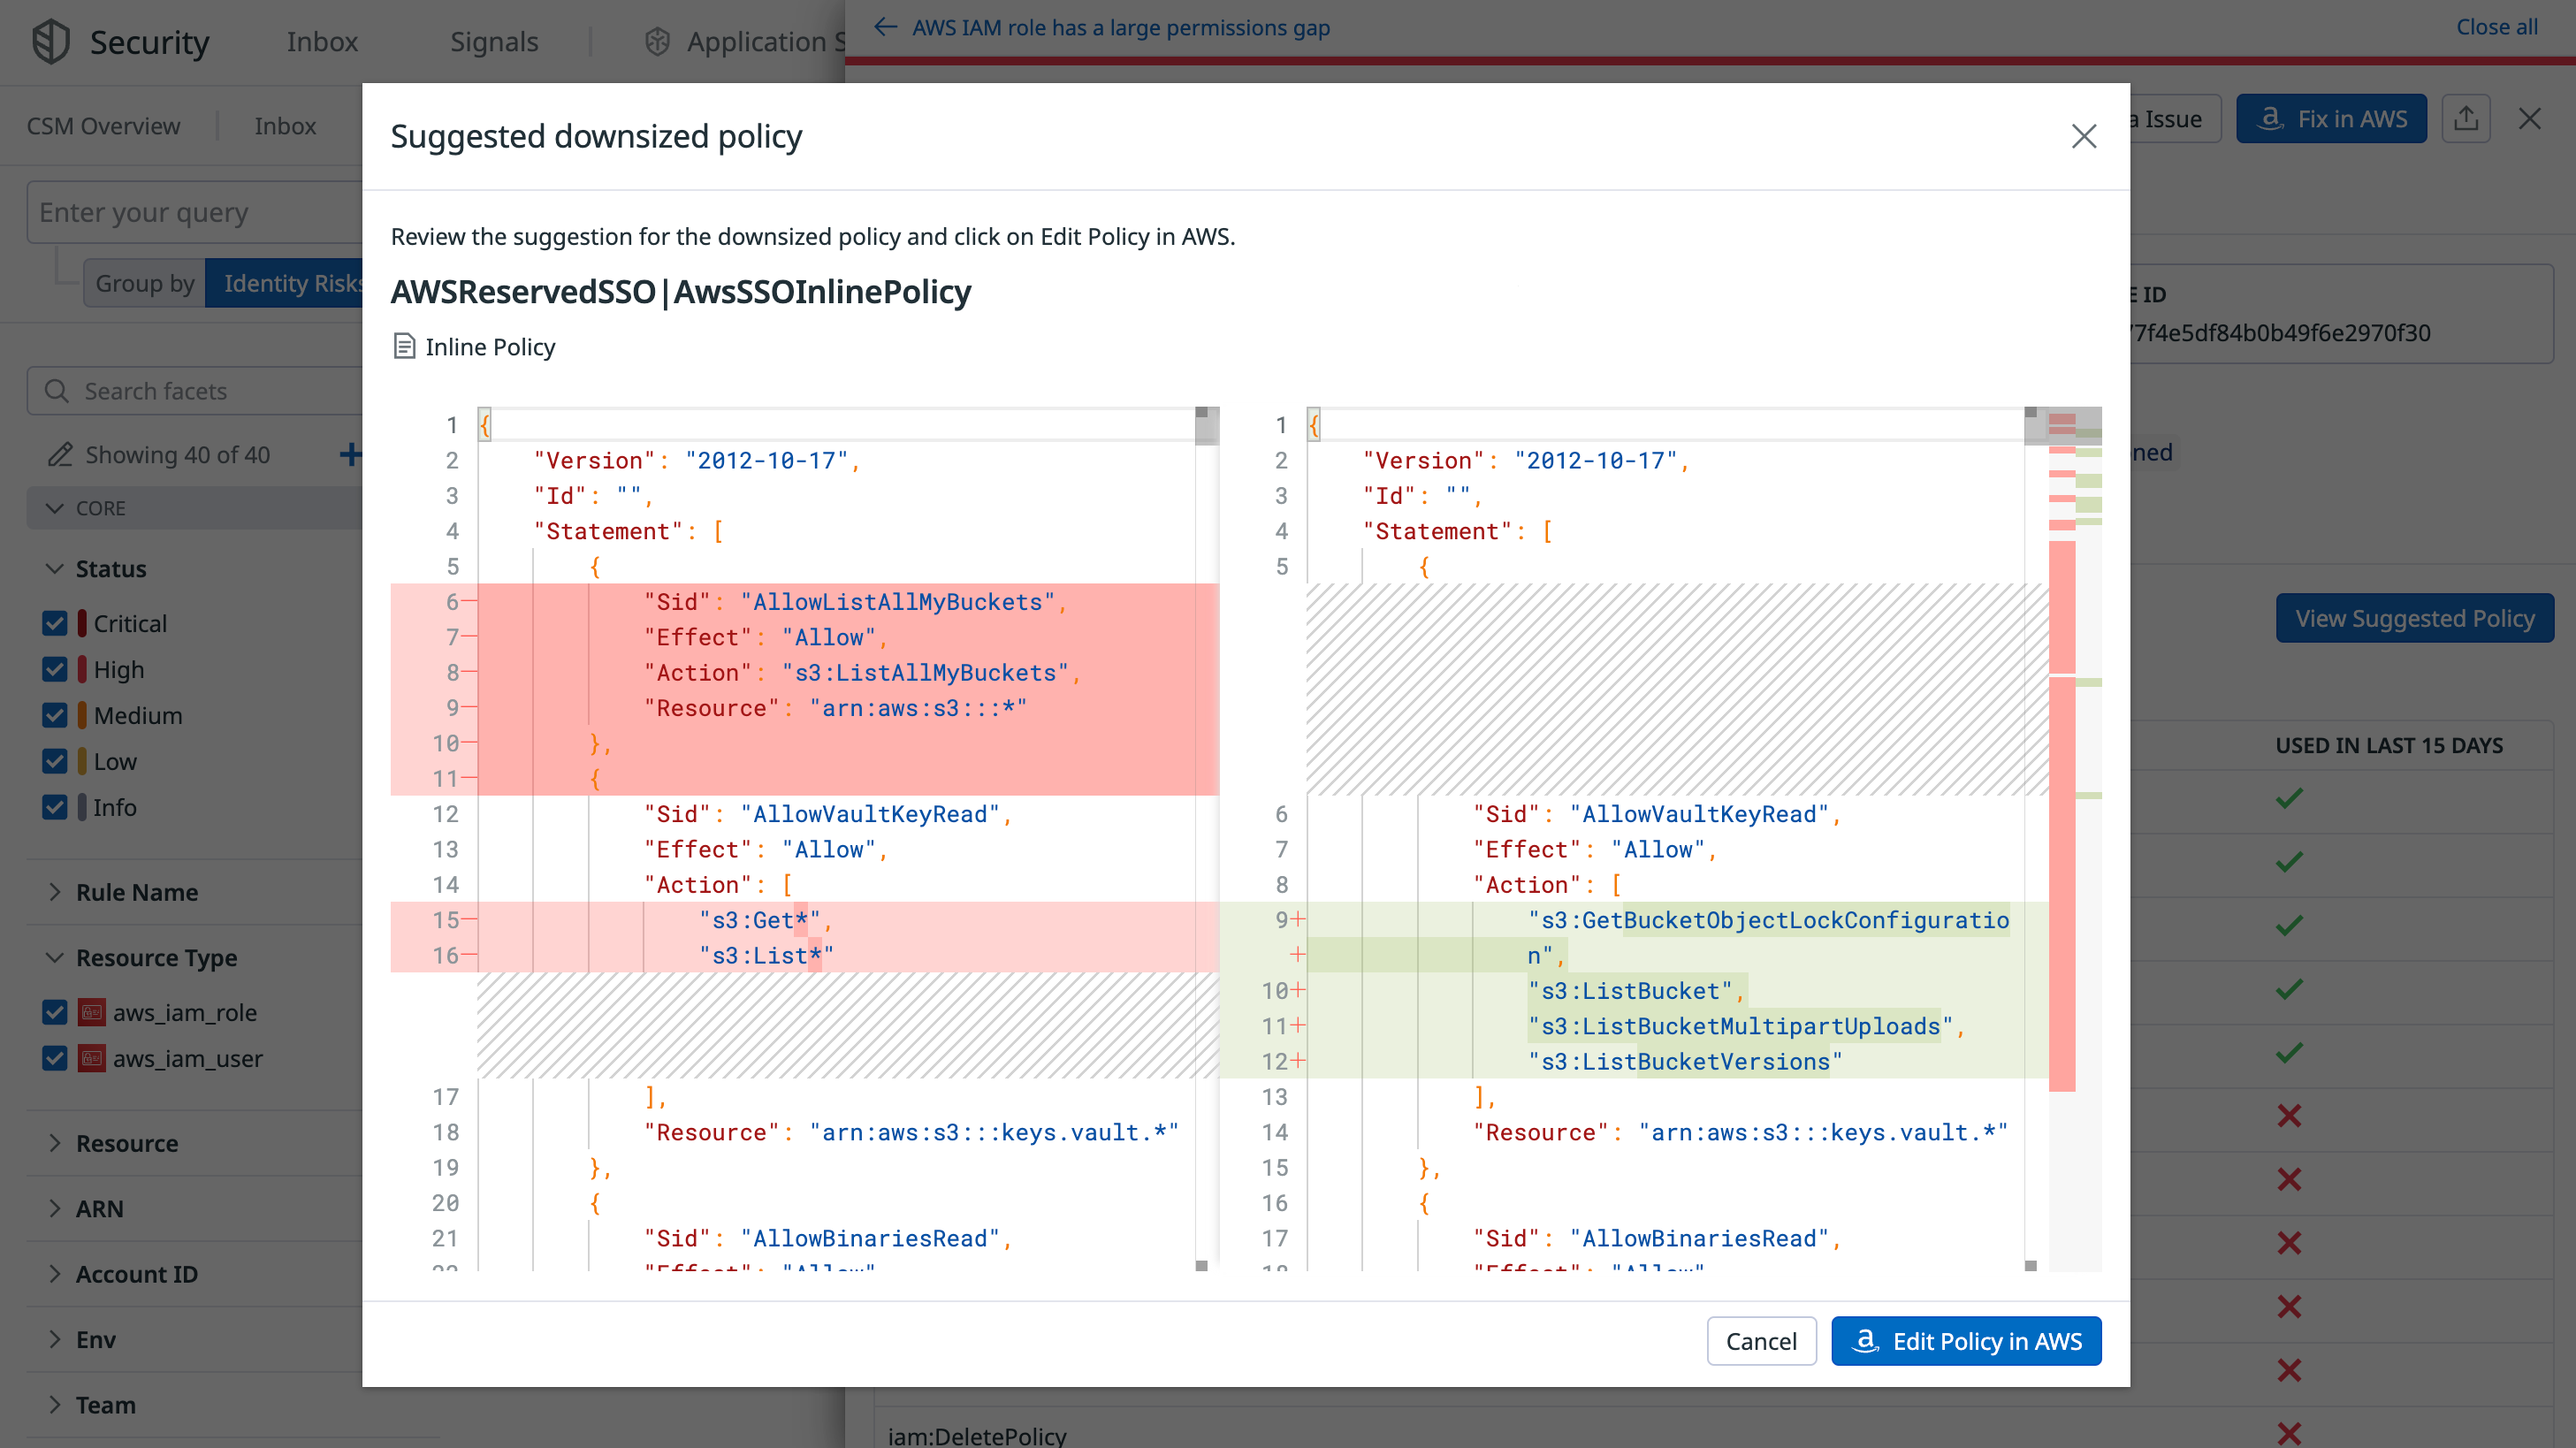 Security
Inbox
Signals
Application S
← AWS IAM role has a large permissions gap
Close all
CSM Overview
Inbox
a Issue
Fix in AWS
Enter your query
Group by
Identity Risks
E ID
77f4e5df84b0b49f6e2970f30
Search facets
Showing 40 of 40
CORE
Status
Critical
High
Medium
Low
Info
Rule Name
Resource Type
aws_iam_role
aws_iam_user
Resource
ARN
Account ID
Env
Team
Suggested downsized policy
Review the suggestion for the downsized policy and click on Edit Policy in AWS.
AWSReservedSSO|AwsSSOInlinePolicy
Inline Policy
1 {
2 "Version": "2012-10-17",
3 "Id": "",
4 "Statement": [
5 {
6 "Sid": "AllowListAllMyBuckets",
7 "Effect": "Allow",
8 "Action": "s3:ListAllMyBuckets",
9 "Resource": "arn:aws:s3:::*"
10 },
11 {
12 "Sid": "AllowVaultKeyRead",
13 "Effect": "Allow",
14 "Action": [
15 "s3:Get*",
16 "s3:List*"
17 ],
18 "Resource": "arn:aws:s3:::keys.vault.*"
19 },
20 {
21 "Sid": "AllowBinariesRead",
"Effect": "Allow"
1 {
2 "Version": "2012-10-17",
3 "Id": "",
4 "Statement": [
5 {
6 "Sid": "AllowVaultKeyRead",
7 "Effect": "Allow",
8 "Action": [
9+ "s3:GetBucketObjectLockConfiguratio
+ n",
10+ "s3:ListBucket",
11+ "s3:ListBucketMultipartUploads",
12+ "s3:ListBucketVersions"
13 ],
14 "Resource": "arn:aws:s3:::keys.vault.*"
15 },
16 {
17 "Sid": "AllowBinariesRead",
18 "Effect": "Allow"
Cancel
Edit Policy in AWS
ned
View Suggested Policy
USED IN LAST 15 DAYS
iam:DeletePolicy